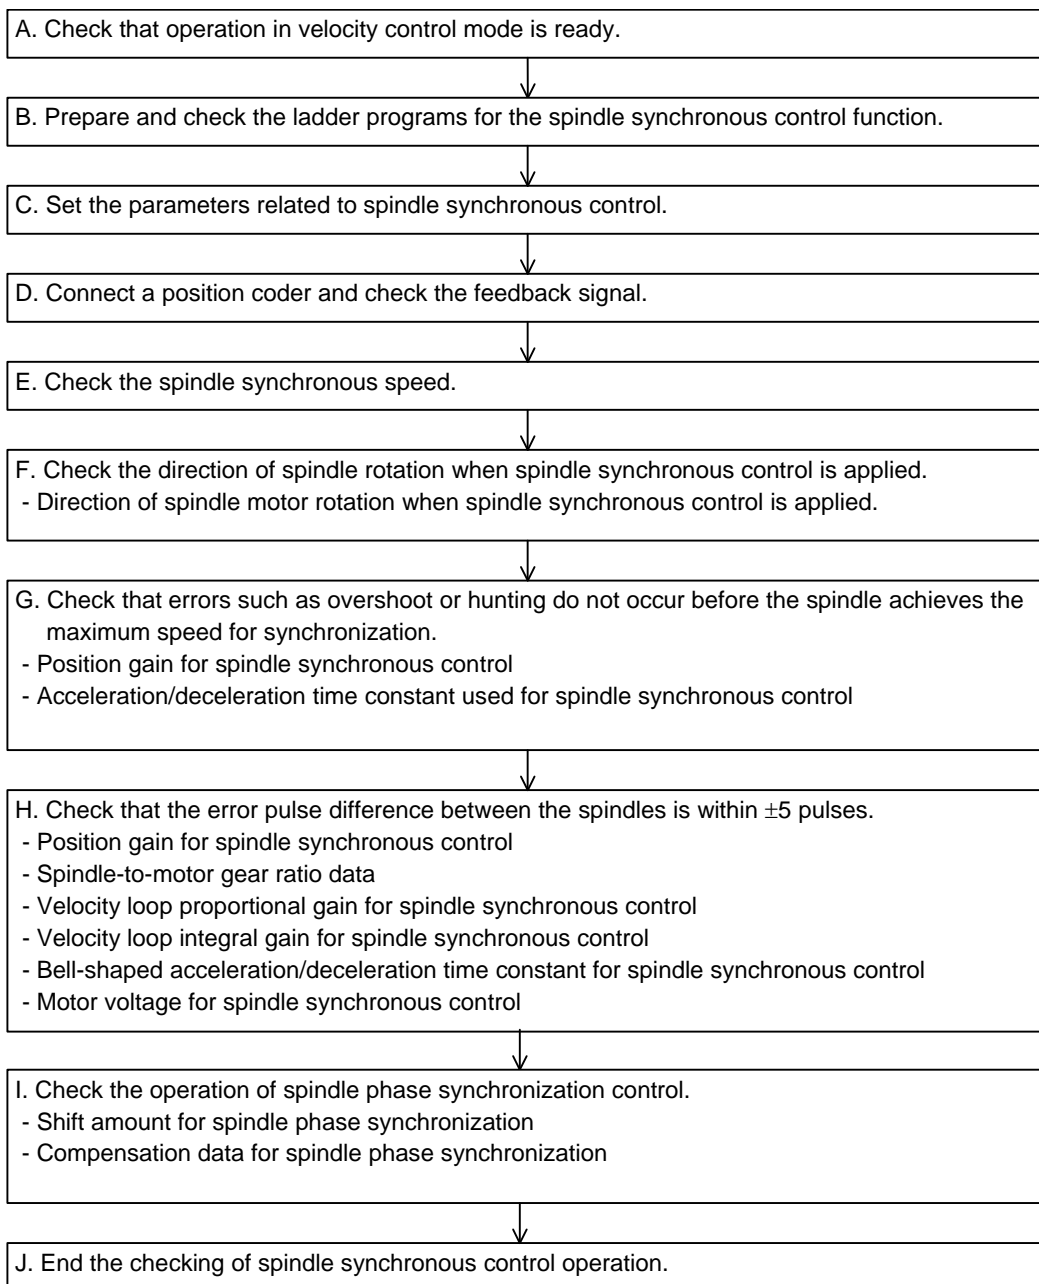 A. Check that operation in velocity control mode is ready.
B. Prepare and check the ladder programs for the spindle synchronous control function.
C. Set the parameters related to spindle synchronous control.
D. Connect a position coder and check the feedback signal.
E. Check the spindle synchronous speed.
F. Check the direction of spindle rotation when spindle synchronous control is applied.
- Direction of spindle motor rotation when spindle synchronous control is applied.
G. Check that errors such as overshoot or hunting do not occur before the spindle achieves the
maximum speed for synchronization.
- Position gain for spindle synchronous control
- Acceleration/deceleration time constant used for spindle synchronous control
H. Check that the error pulse difference between the spindles is within ±5 pulses.
- Position gain for spindle synchronous control
- Spindle-to-motor gear ratio data
- Velocity loop proportional gain for spindle synchronous control
- Velocity loop integral gain for spindle synchronous control
- Bell-shaped acceleration/deceleration time constant for spindle synchronous control
- Motor voltage for spindle synchronous control
I. Check the operation of spindle phase synchronization control.
- Shift amount for spindle phase synchronization
- Compensation data for spindle phase synchronization
J. End the checking of spindle synchronous control operation.